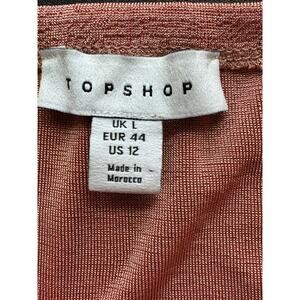 TOPSHOP
UK L
EUR 44
US 12
Made in
Morocco